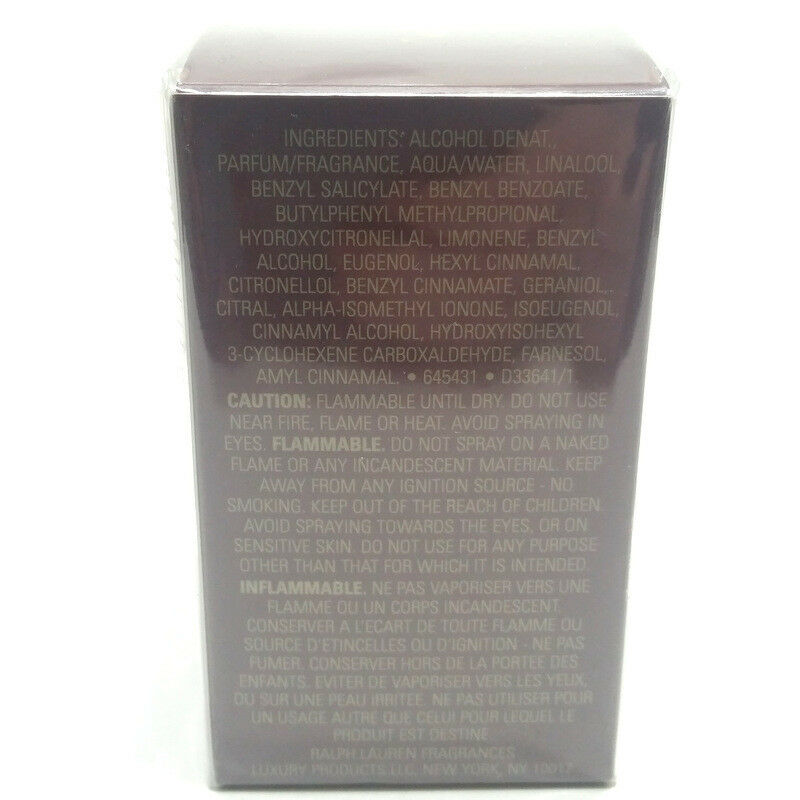 INGREDIENTS: ALCOHOL DENAT.,
PARFUM/FRAGRANCE, AQUA/WATER, LINALOOL,
BENZYL SALICYLATE, BENZYL BENZOATE,
BUTYLPHENYL METHYLPROPIONAL,
HYDROXYCITRONELLAL, LIMONENE, BENZYL
ALCOHOL, EUGENOL, HEXYL CINNAMAL,
CITRONELLOL, BENZYL CINNAMATE, GERANIOL,
CITRAL, ALPHA-ISOMETHYL IONONE, ISOEUGENOL,
CINNAMYL ALCOHOL, HYDROXYISOHEXYL
3-CYCLOHEXENE CARBOXALDEHYDE, FARNESOL,
AMYL CINNAMAL. • 645431 • D33641/1
CAUTION: FLAMMABLE UNTIL DRY. DO NOT USE
NEAR FIRE, FLAME OR HEAT. AVOID SPRAYING IN
EYES. FLAMMABLE. DO NOT SPRAY ON A NAKED
FLAME OR ANY INCANDESCENT MATERIAL. KEEP
AWAY FROM ANY IGNITION SOURCE - NO
SMOKING. KEEP OUT OF THE REACH OF CHILDREN.
AVOID SPRAYING TOWARDS THE EYES, OR ON
SENSITIVE SKIN. DO NOT USE FOR ANY PURPOSE
OTHER THAN THAT FOR WHICH IT IS INTENDED.
INFLAMMABLE. NE PAS VAPORISER VERS UNE
FLAMME OU UN CORPS INCANDESCENT.
CONSERVER A L'ECART DE TOUTE FLAMME OU
SOURCE D'ETINCELLES OU D'IGNITION - NE PAS
FUMER. CONSERVER HORS DE LA PORTEE DES
ENFANTS. EVITER DE VAPORISER VERS LES YEUX,
OU SUR UNE PEAU IRRITEE. NE PAS UTILISER POUR
UN USAGE AUTRE QUE CELUI POUR LEQUEL LE
PRODUIT EST DESTINE.
RALPH LAUREN FRAGRANCES
LUXURY PRODUCTS LLC, NEW YORK, NY 10017